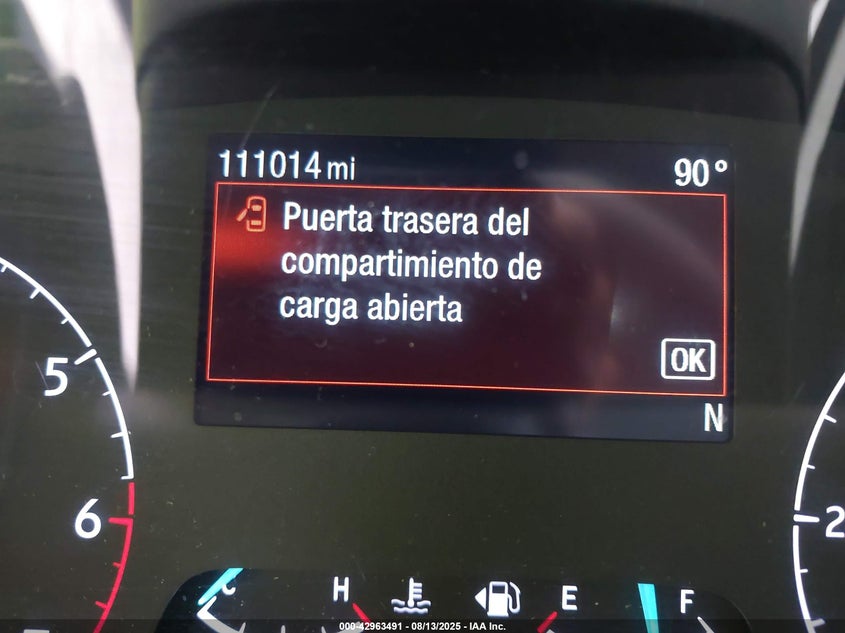 111014 mi 90°
Puerta trasera del
compartimiento de
carga abierta
OK
N
5
6
2
H E F
000-42963491 - 08/13/2025 - IAA Inc.